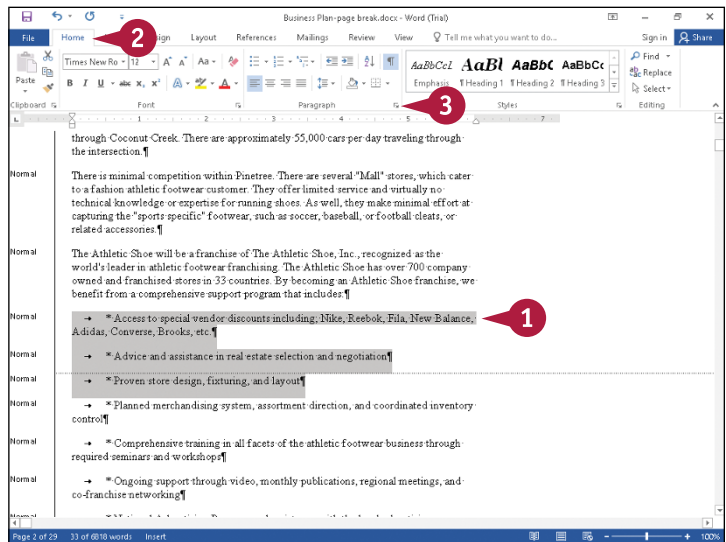 Business Plan-page break.docx - Word (Trial)
File Home Layout References Mailings Review View Tell me what you want to do... Sign in Share
2
Paste
Times New Ro 12 A A Aa
B I U abc x, x² A A
AaBbCcI AaBl AaBbC AaBbCc
Emphasis ¶ Heading 1 ¶ Heading 2 ¶ Heading 3
Find
Replace
Select
Clipboard Font Paragraph Styles Editing
3
1 2 3 4 5 7
through Coconut Creek. There are approximately 55,000 cars per day traveling through
the intersection.¶
Normal There is minimal competition within Pinetree. There are several "Mall" stores, which cater
to a fashion athletic footwear customer. They offer limited service and virtually no
technical knowledge or expertise for running shoes. As well, they make minimal effort at
capturing the "sports specific" footwear, such as soccer, baseball, or football cleats, or
related accessories.¶
Normal The Athletic Shoe will be a franchise of The Athletic Shoe, Inc., recognized as the
world's leader in athletic footwear franchising. The Athletic Shoe has over 700 company
owned and franchised stores in 33 countries. By becoming an Athletic Shoe franchise, we
benefit from a comprehensive support program that includes:¶
Normal → * Access to special vendor discounts including; Nike, Reebok, Fila, New Balance,
1
Adidas, Converse, Brooks, etc.¶
Normal → * Advice and assistance in real estate selection and negotiation¶
Normal → * Proven store design, fixturing, and layout¶
Normal → * Planned merchandising system, assortment direction, and coordinated inventory
control¶
Normal → * Comprehensive training in all facets of the athletic footwear business through
required seminars and workshops¶
Normal → * Ongoing support through video, monthly publications, regional meetings, and
co-franchise networking¶
Page 2 of 29 33 of 6818 words Insert 100%